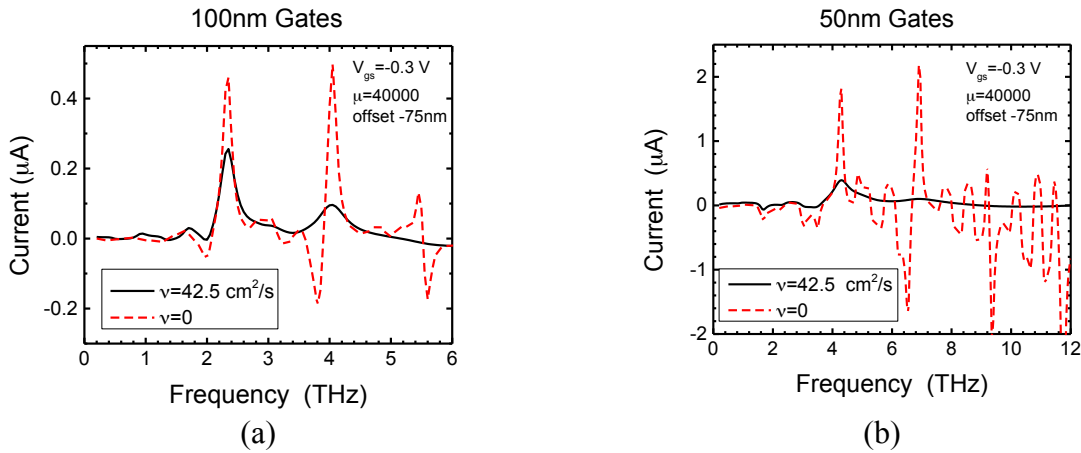 100nm Gates
V_gs=-0.3 V
μ=40000
offset -75nm
Current (μA)
0.4
0.2
0.0
-0.2
ν=42.5 cm²/s
ν=0
0 1 2 3 4 5 6
Frequency (THz)
(a)
50nm Gates
V_gs=-0.3 V
μ=40000
offset -75nm
Current (μA)
2
1
0
-1
-2
ν=42.5 cm²/s
ν=0
0 2 4 6 8 10 12
Frequency (THz)
(b)